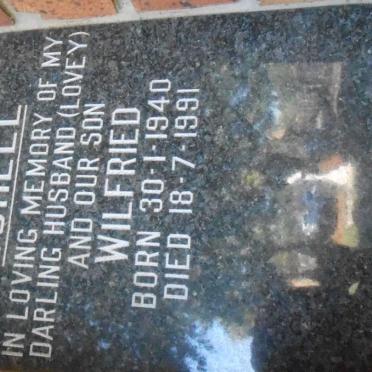 IN LOVING MEMORY OF MY
DARLING HUSBAND (LOVEY)
AND OUR SON
WILFRIED
BORN 30-1-1940
DIED 18-7-1991